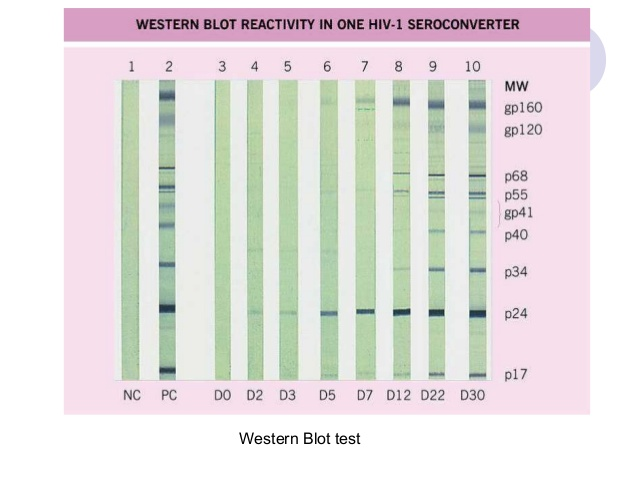 WESTERN BLOT REACTIVITY IN ONE HIV-1 SEROCONVERTER
1 2 3 4 5 6 7 8 9 10
MW
gp160
gp120
p68
p55
gp41
p40
p34
p24
p17
NC PC D0 D2 D3 D5 D7 D12 D22 D30
Western Blot test